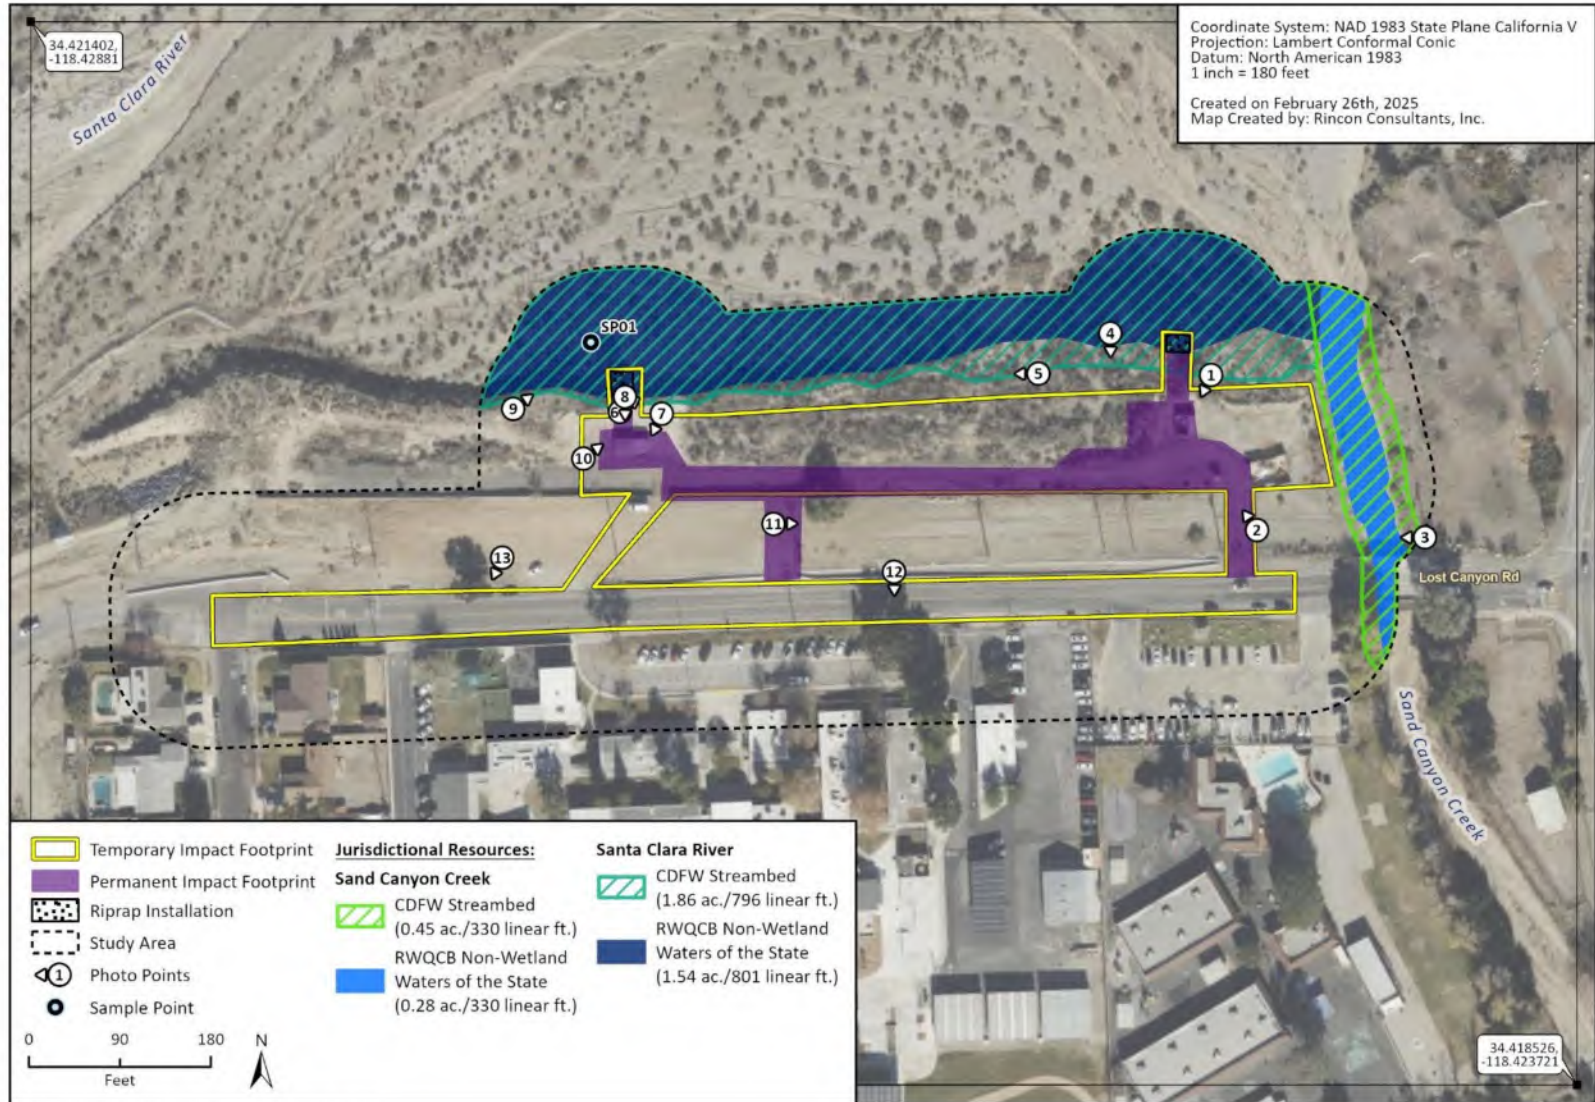 34.421402,
-118.42881
Santa Clara River
Coordinate System: NAD 1983 State Plane California V
Projection: Lambert Conformal Conic
Datum: North American 1983
1 inch = 180 feet
Created on February 26th, 2025
Map Created by: Rincon Consultants, Inc.
SP01
4
5
1
9
8
6
7
10
11
2
3
13
12
Lost Canyon Rd
Sand Canyon Creek
Temporary Impact Footprint
Permanent Impact Footprint
Riprap Installation
Study Area
1
Photo Points
Sample Point
0 90 180
Feet
N
Jurisdictional Resources:
Sand Canyon Creek
CDFW Streambed
(0.45 ac./330 linear ft.)
RWQCB Non-Wetland
Waters of the State
(0.28 ac./330 linear ft.)
Santa Clara River
CDFW Streambed
(1.86 ac./796 linear ft.)
RWQCB Non-Wetland
Waters of the State
(1.54 ac./801 linear ft.)
34.418526,
-118.423721